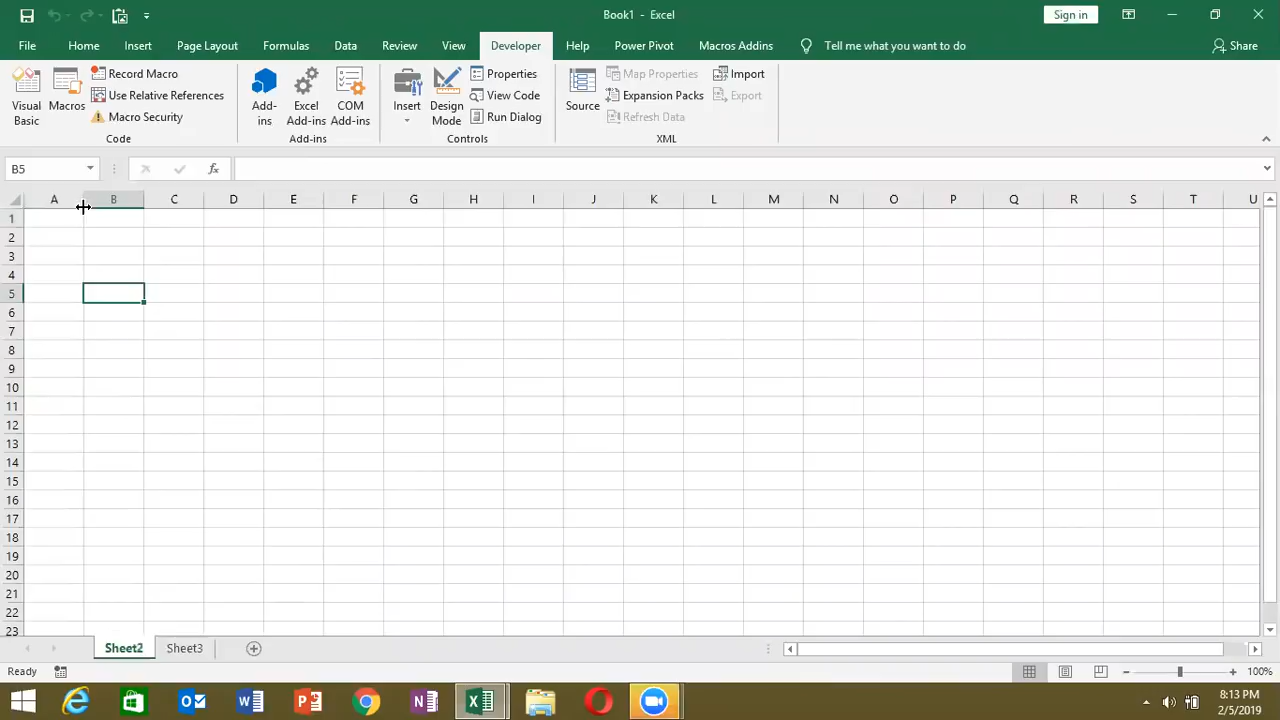 Book1 - Excel
Sign in
File Home Insert Page Layout Formulas Data Review View Developer Help Power Pivot Macros Addins Tell me what you want to do Share
Visual Basic
Macros
Record Macro
Use Relative References
Macro Security
Code
Add-ins
Excel Add-ins
COM Add-ins
Add-ins
Insert
Design Mode
Properties
View Code
Run Dialog
Controls
Source
Map Properties
Expansion Packs
Refresh Data
Import
Export
XML
B5
fx
A B C D E F G H I J K L M N O P Q R S T U
1
2
3
4
5
6
7
8
9
10
11
12
13
14
15
16
17
18
19
20
21
22
23
Sheet2 Sheet3
Ready
100%
8:13 PM
2/5/2019